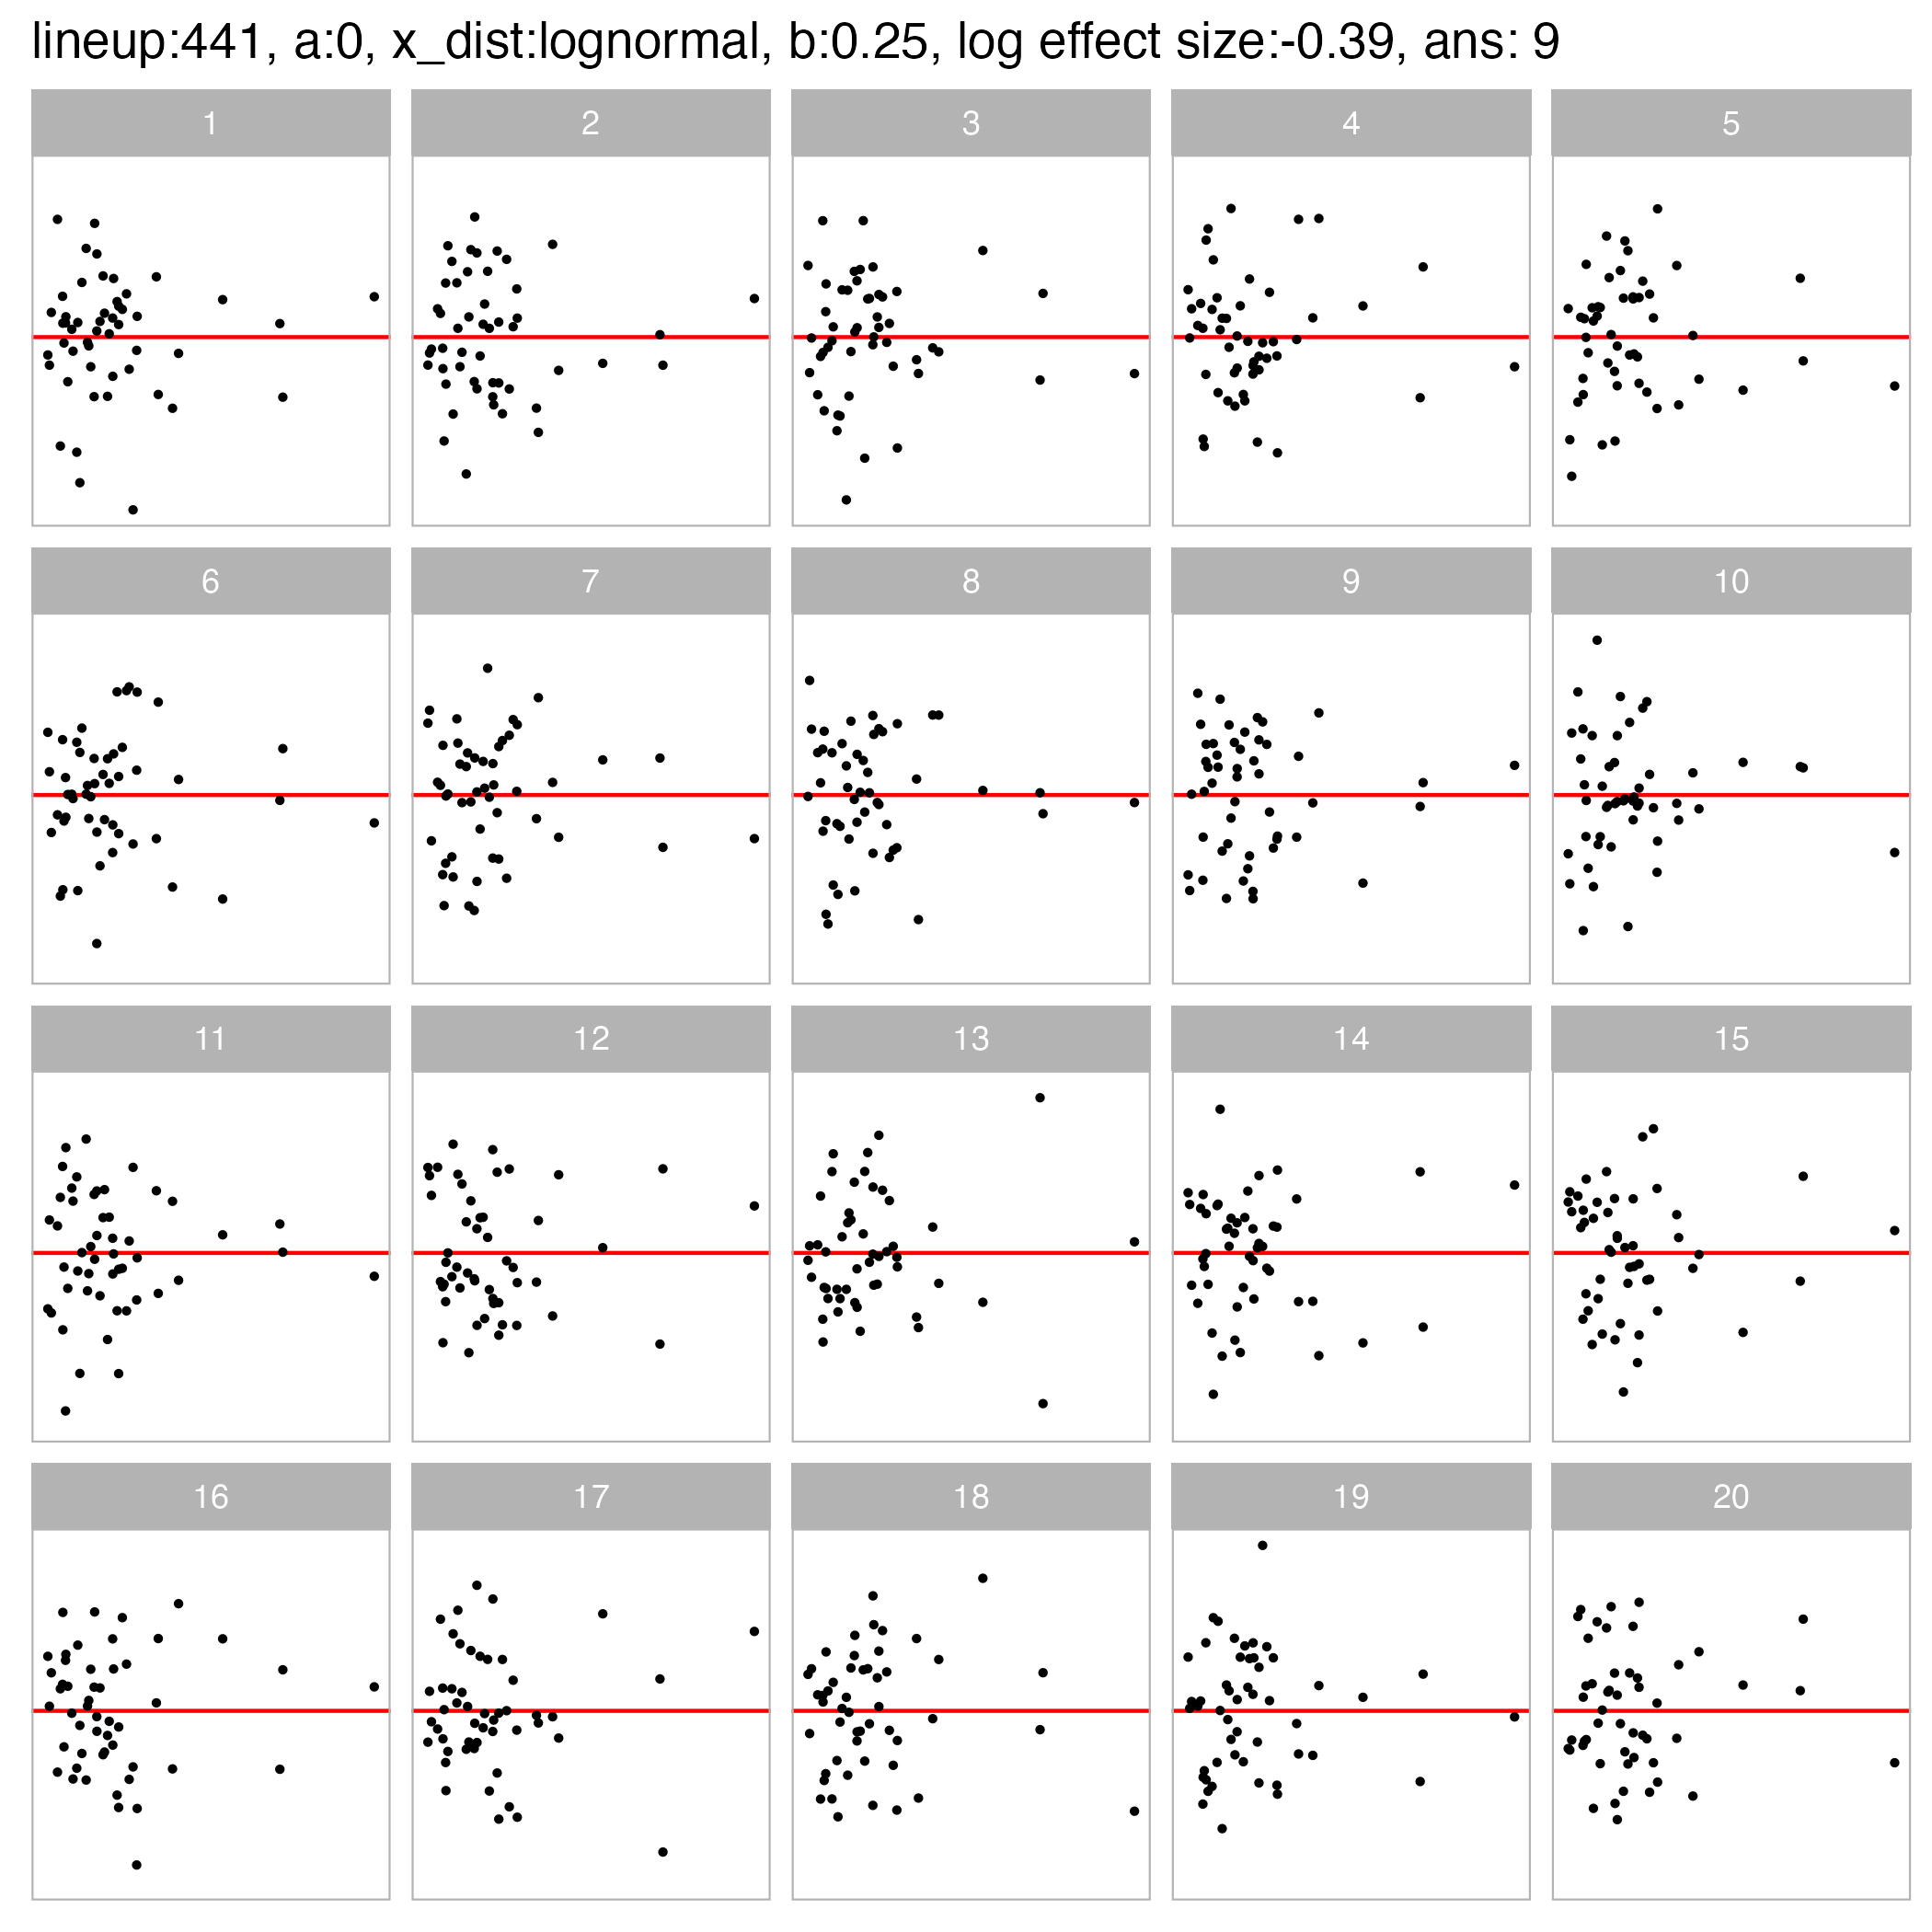 lineup:441, a:0, x_dist:lognormal, b:0.25, log effect size:-0.39, ans: 9
1 2 3 4 5
6 7 8 9 10
11 12 13 14 15
16 17 18 19 20